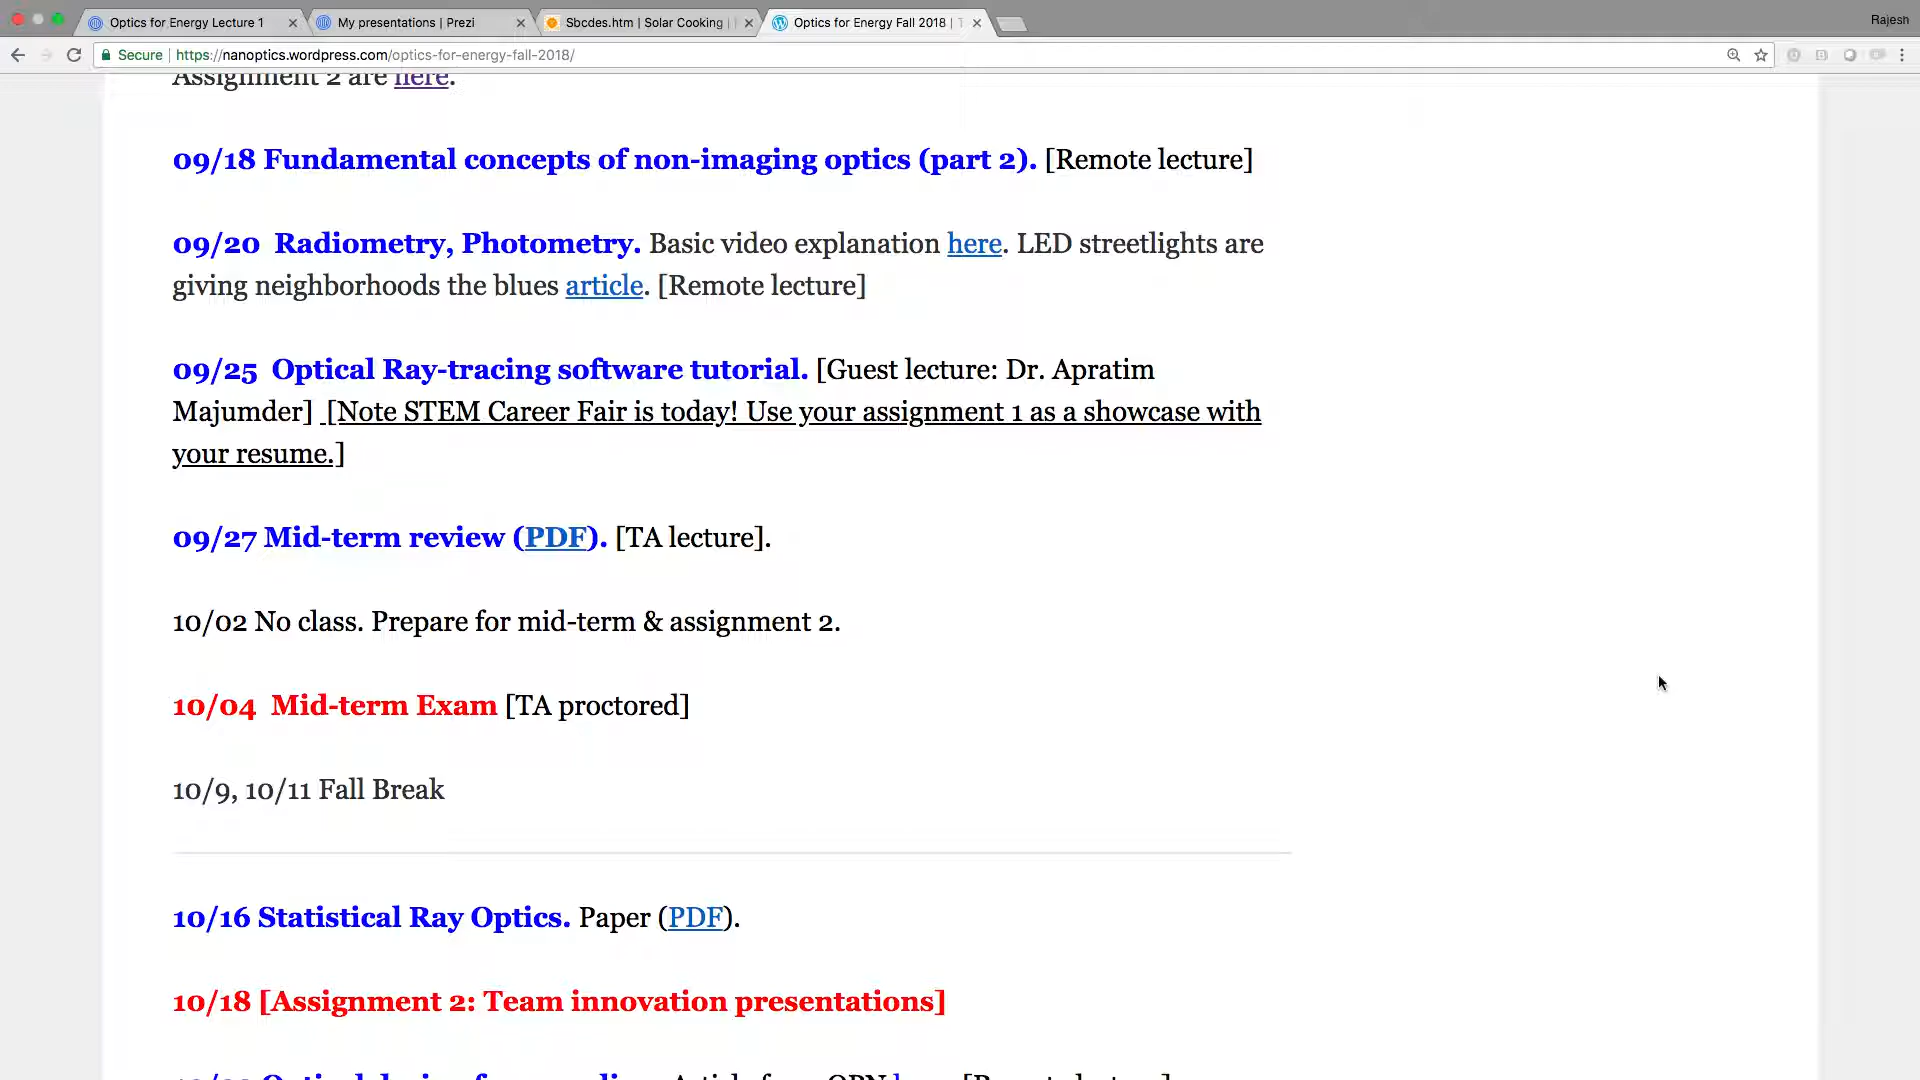 Optics for Energy Lecture 1
My presentations | Prezi
Sbcdes.htm | Solar Cooking |
Optics for Energy Fall 2018 | T
Rajesh
Secure
https://nanoptics.wordpress.com/optics-for-energy-fall-2018/
Assignment 2 are here.
09/18 Fundamental concepts of non-imaging optics (part 2). [Remote lecture]
09/20 Radiometry, Photometry. Basic video explanation here. LED streetlights are
giving neighborhoods the blues article. [Remote lecture]
09/25 Optical Ray-tracing software tutorial. [Guest lecture: Dr. Apratim
Majumder] [Note STEM Career Fair is today! Use your assignment 1 as a showcase with
your resume.]
09/27 Mid-term review (PDF). [TA lecture].
10/02 No class. Prepare for mid-term & assignment 2.
10/04 Mid-term Exam [TA proctored]
10/9, 10/11 Fall Break
10/16 Statistical Ray Optics. Paper (PDF).
10/18 [Assignment 2: Team innovation presentations]